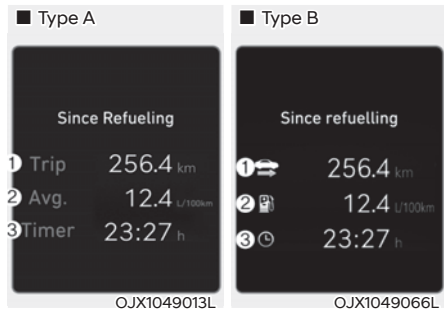 ■ Type A
Since Refueling
1 Trip 256.4 km
2 Avg. 12.4 L/100km
3 Timer 23:27 h
OJX1049013L
■ Type B
Since refuelling
1 256.4 km
2 12.4 L/100km
3 23:27 h
OJX1049066L